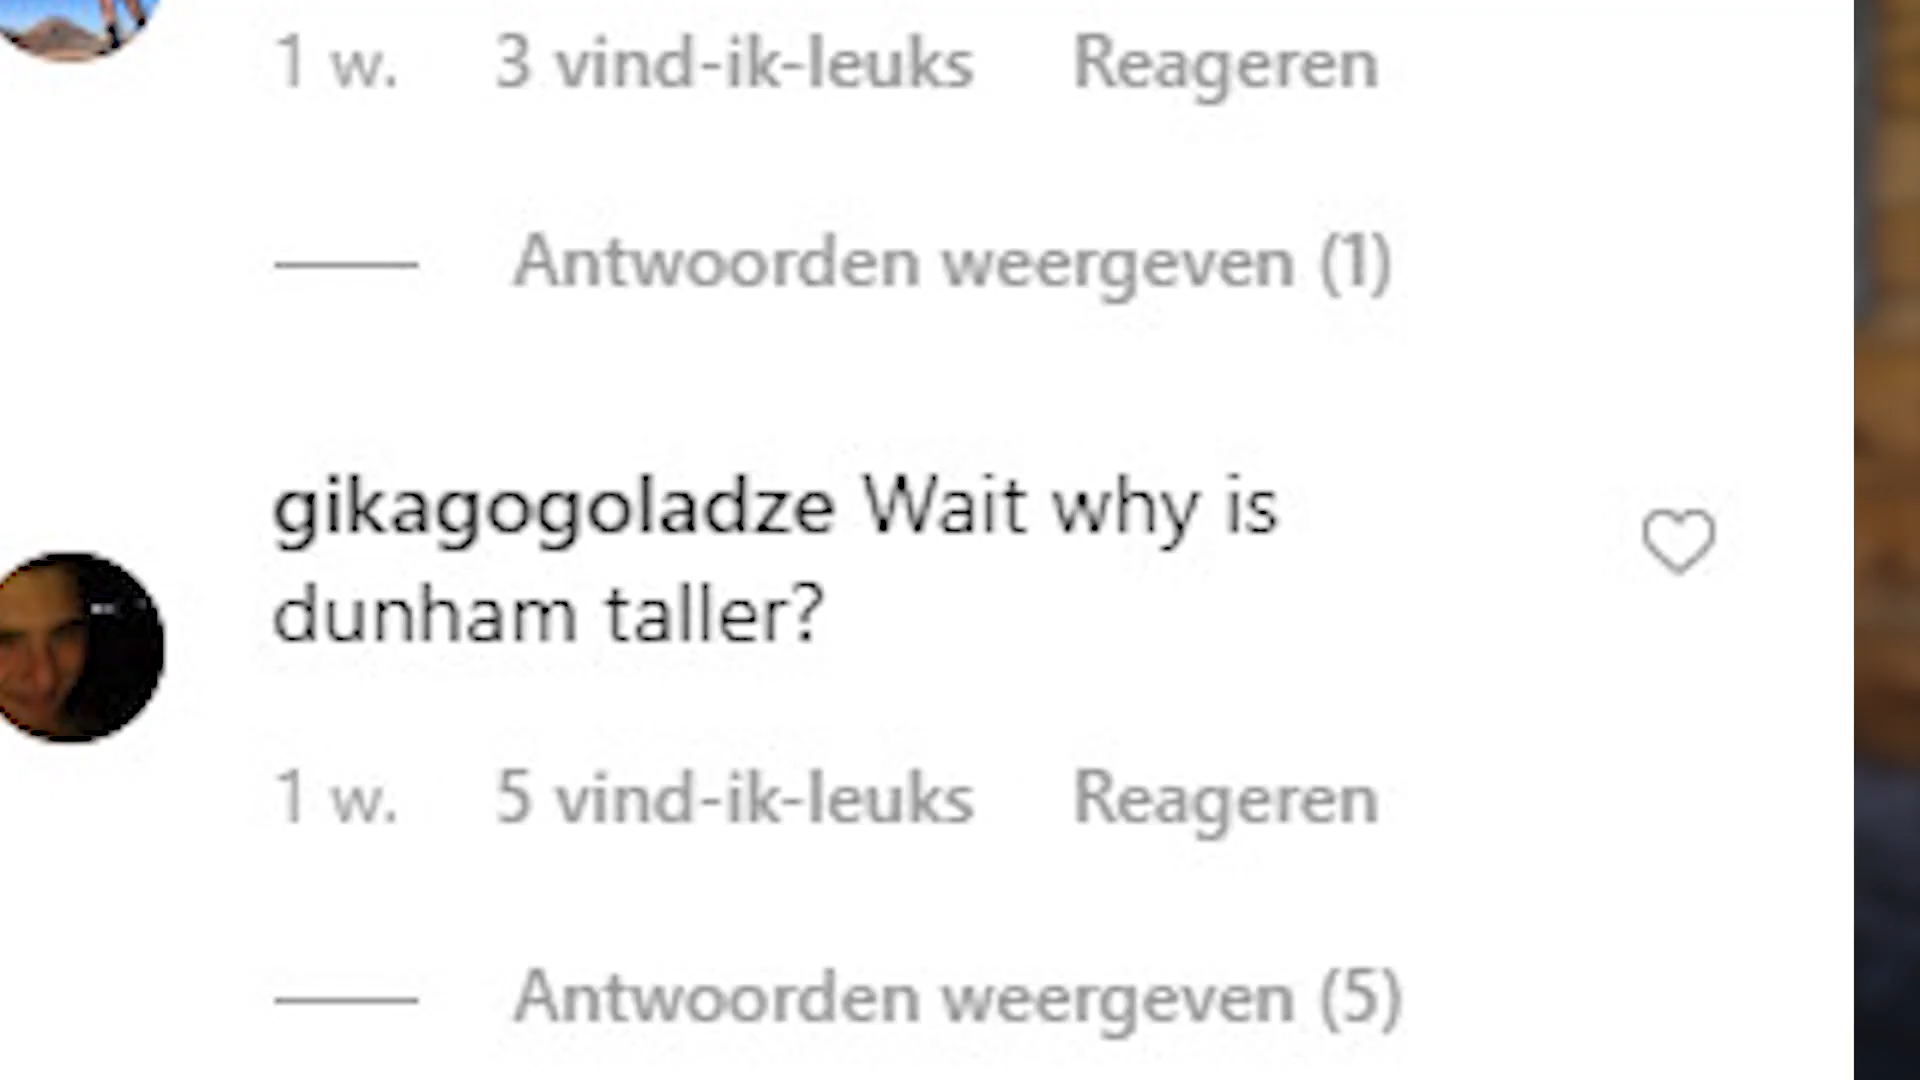 1 w. 3 vind-ik-leuks Reageren
Antwoorden weergeven (1)
gikagogoladze Wait why is
dunham taller?
1 w. 5 vind-ik-leuks Reageren
Antwoorden weergeven (5)